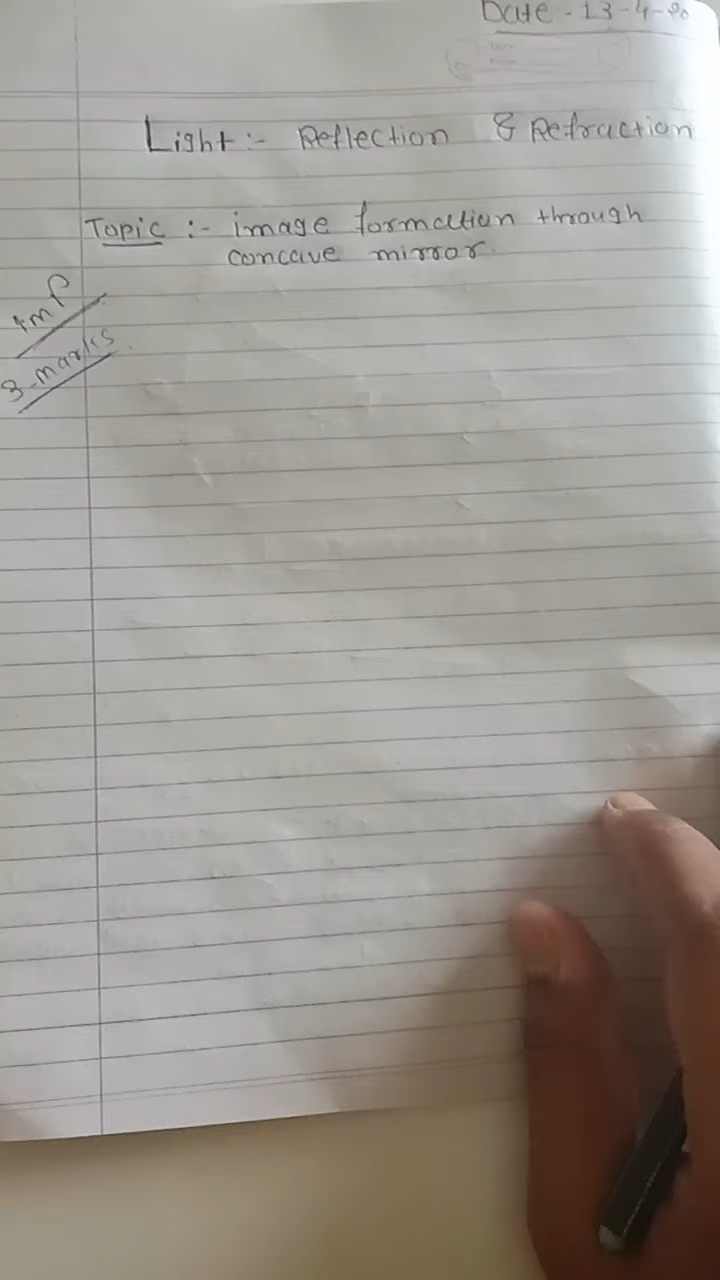 Date - 13-4-20
Light :- Reflection & Refraction
Topic :- image formation through
concave mirror.
Imp
3-marks